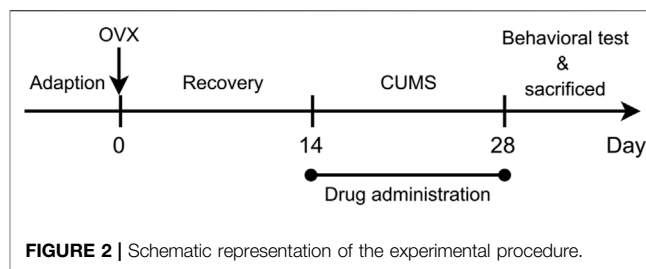 OVX
Behavioral test
&
sacrificed
Adaption
Recovery
CUMS
0
14
28
Day
Drug administration
FIGURE 2 | Schematic representation of the experimental procedure.